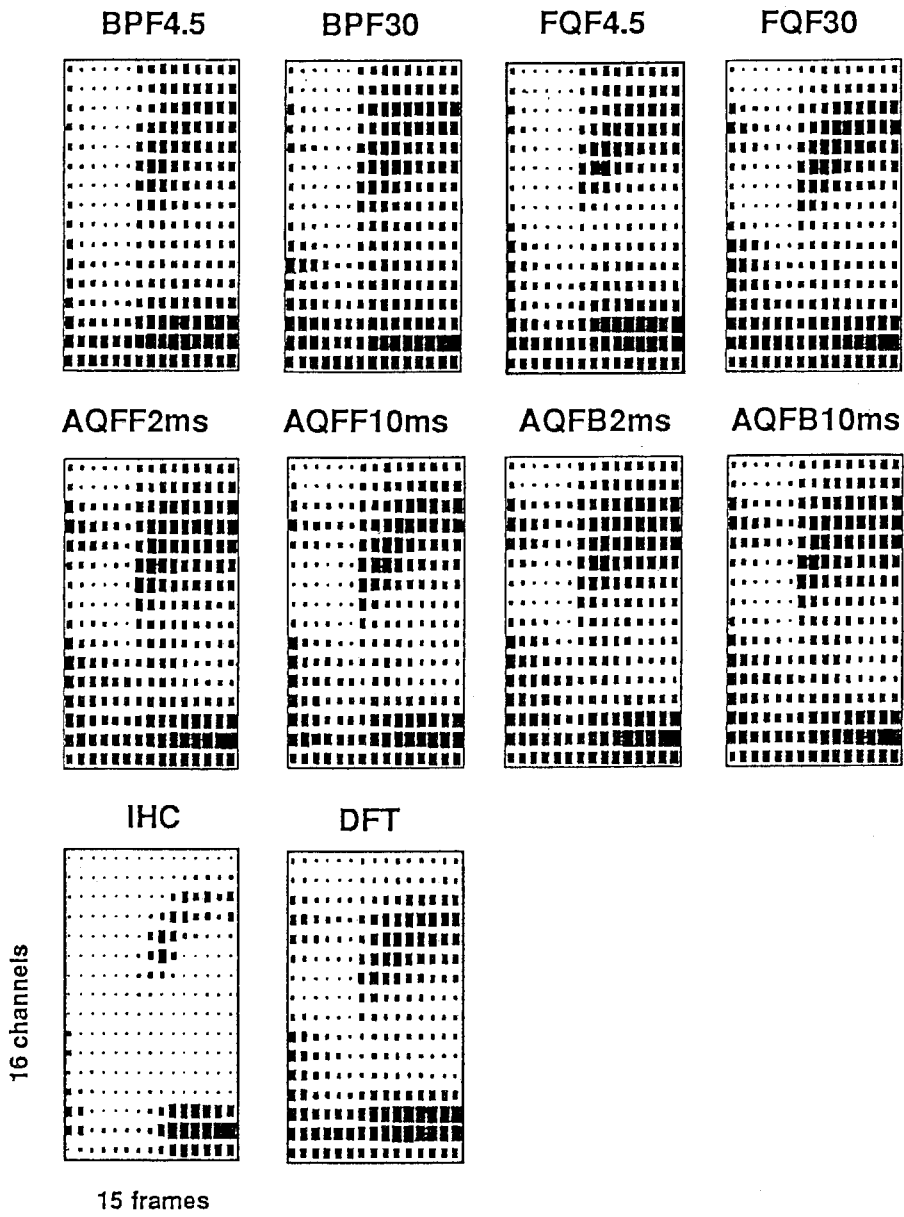 BPF4.5 BPF30 FQF4.5 FQF30
AQFF2ms AQFF10ms AQFB2ms AQFB10ms
IHC DFT
16 channels
15 frames